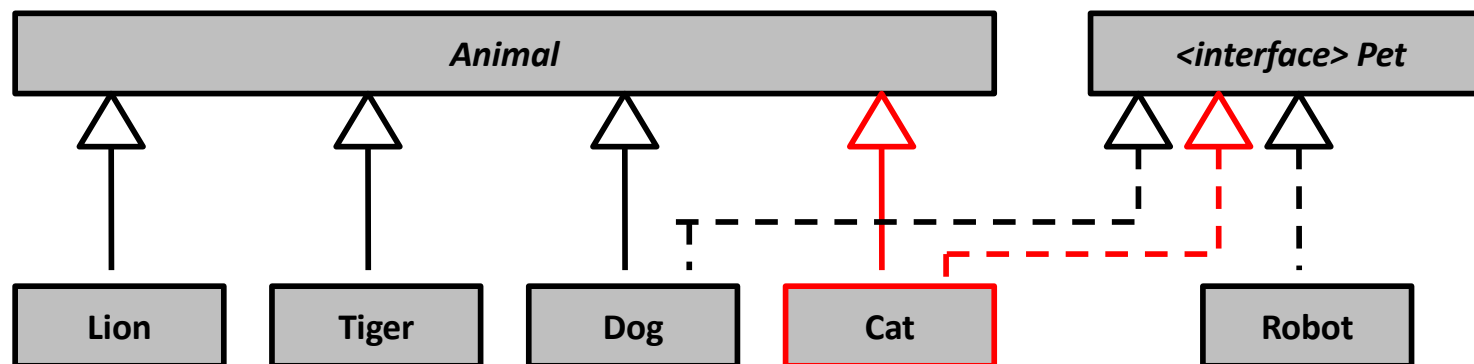 Animal
<interface> Pet
Lion
Tiger
Dog
Cat
Robot